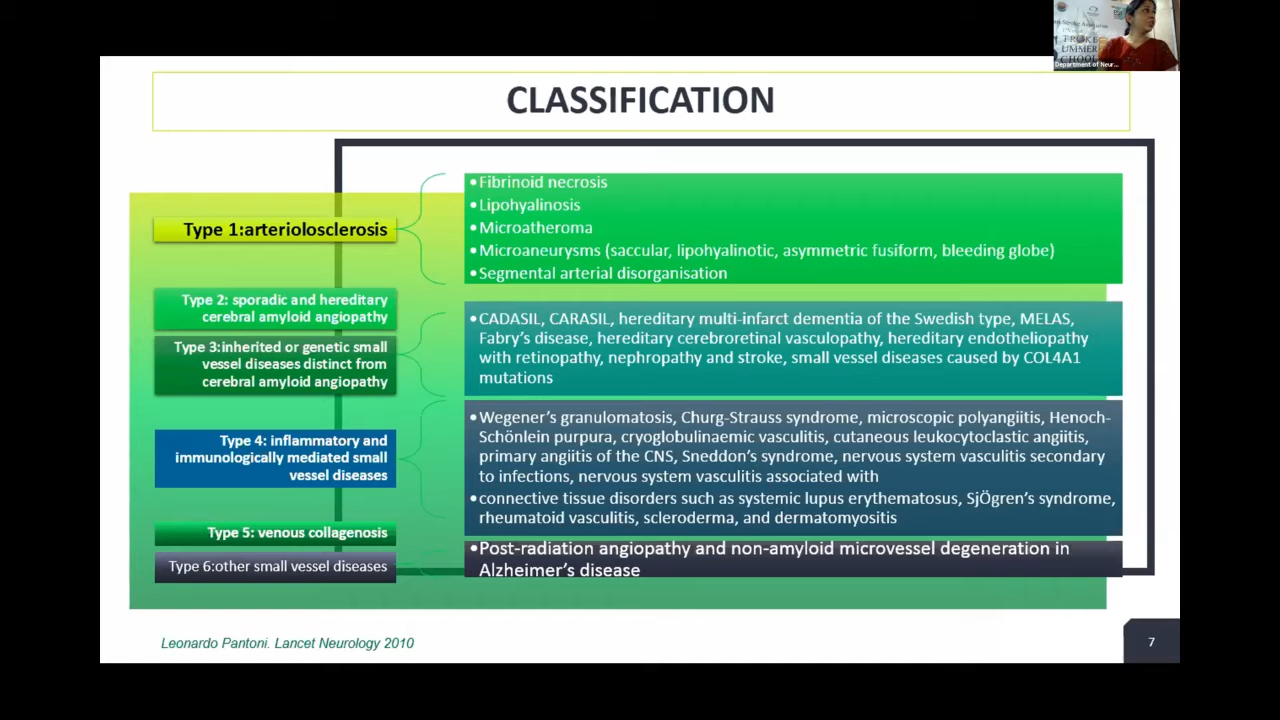 CLASSIFICATION
Type 1:arteriolosclerosis
•Fibrinoid necrosis
•Lipohyalinosis
•Microatheroma
•Microaneurysms (saccular, lipohyalinotic, asymmetric fusiform, bleeding globe)
•Segmental arterial disorganisation
Type 2: sporadic and hereditary
cerebral amyloid angiopathy
Type 3:inherited or genetic small
vessel diseases distinct from
cerebral amyloid angiopathy
•CADASIL, CARASIL, hereditary multi-infarct dementia of the Swedish type, MELAS,
Fabry's disease, hereditary cerebroretinal vasculopathy, hereditary endotheliopathy
with retinopathy, nephropathy and stroke, small vessel diseases caused by COL4A1
mutations
Type 4: inflammatory and
immunologically mediated small
vessel diseases
•Wegener's granulomatosis, Churg-Strauss syndrome, microscopic polyangiitis, Henoch-
Schönlein purpura, cryoglobulinaemic vasculitis, cutaneous leukocytoclastic angiitis,
primary angiitis of the CNS, Sneddon's syndrome, nervous system vasculitis secondary
to infections, nervous system vasculitis associated with
•connective tissue disorders such as systemic lupus erythematosus, SjÖgren's syndrome,
rheumatoid vasculitis, scleroderma, and dermatomyositis
Type 5: venous collagenosis
Type 6:other small vessel diseases
•Post-radiation angiopathy and non-amyloid microvessel degeneration in
Alzheimer's disease
Leonardo Pantoni. Lancet Neurology 2010
7
Stroke Association
UMMER
Department of Neur...